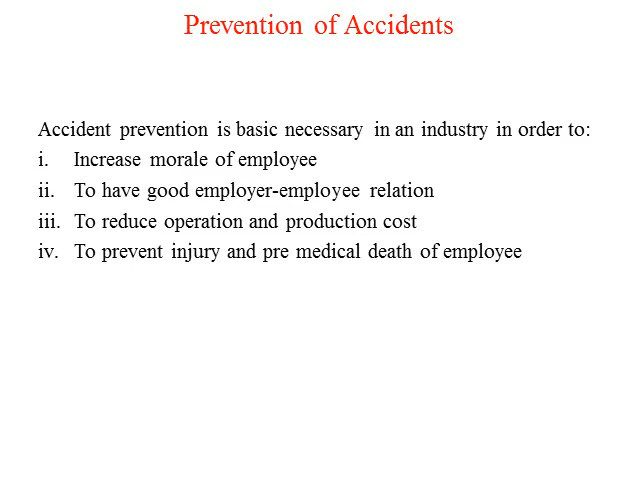 Prevention of Accidents
Accident prevention is basic necessary in an industry in order to:
i. Increase morale of employee
ii. To have good employer-employee relation
iii. To reduce operation and production cost
iv. To prevent injury and pre medical death of employee